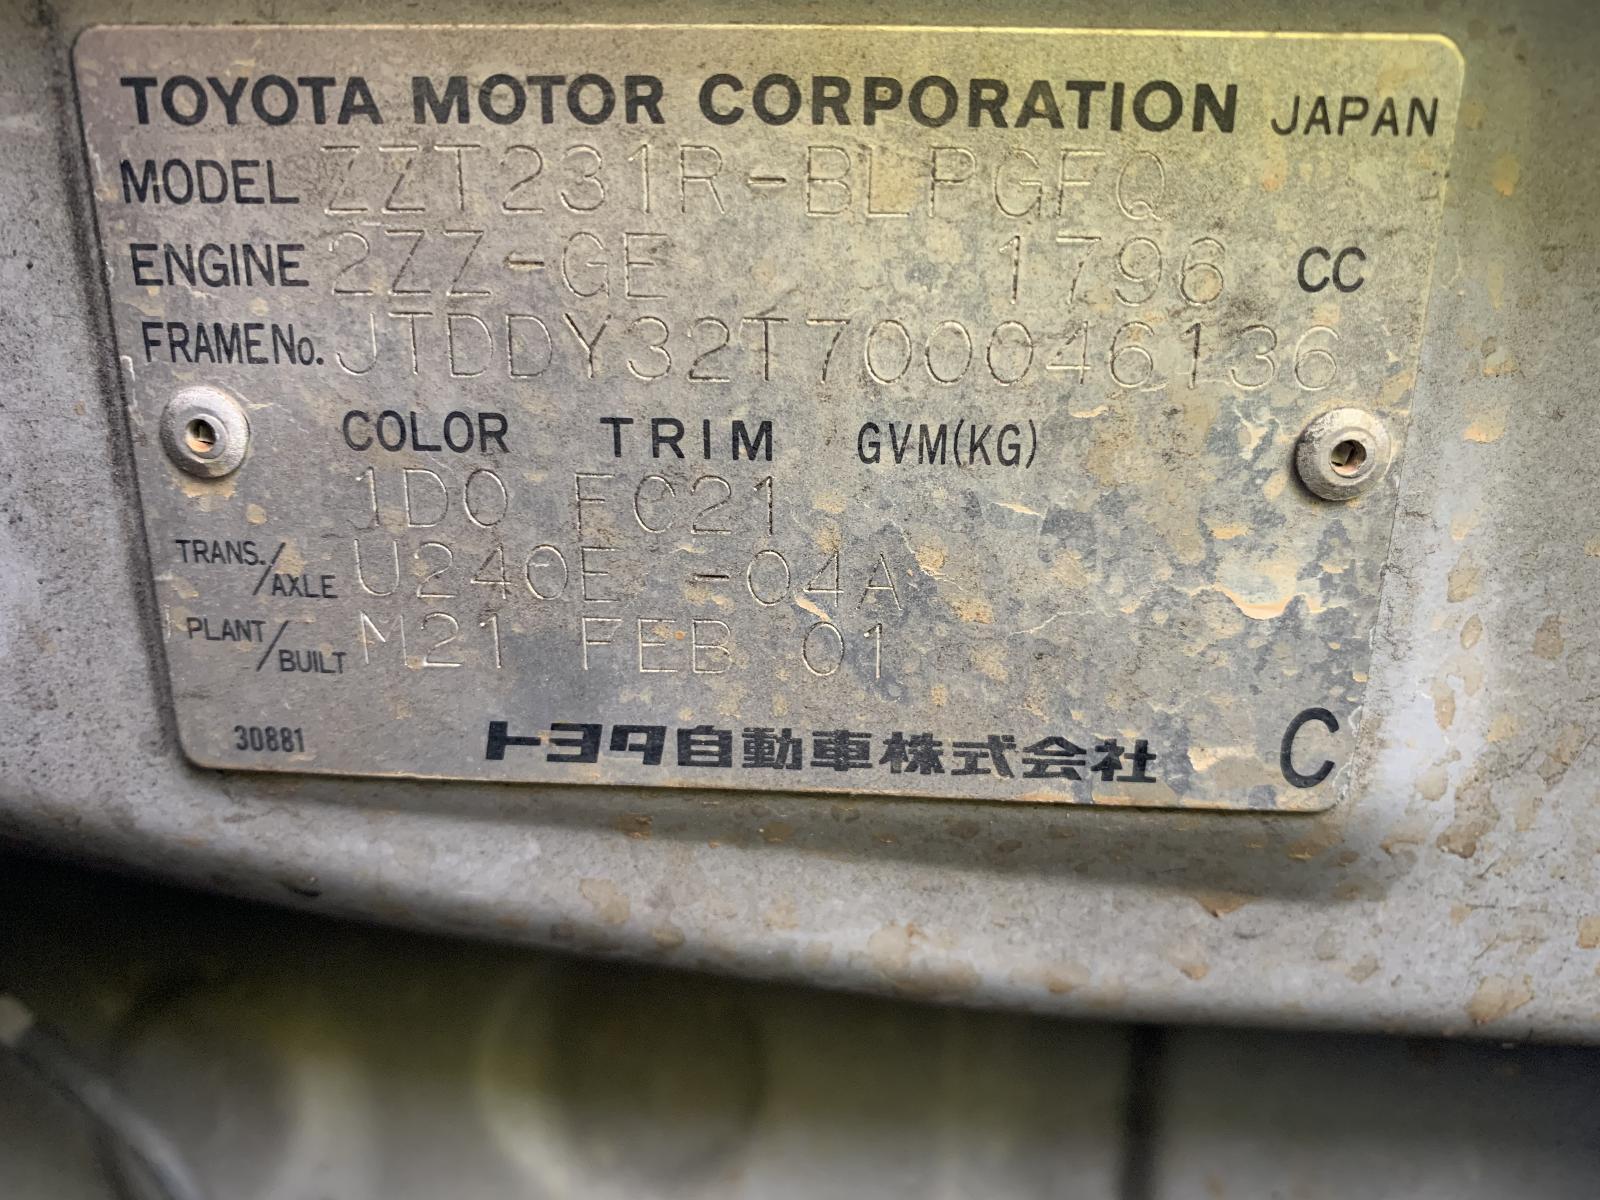 TOYOTA MOTOR CORPORATION JAPAN
MODEL ZZT231R-BLPGFQ
ENGINE 2ZZ-GE 1796 CC
FRAME No. JTDDY32T700046136
COLOR TRIM GVM(KG)
1D0 FC21
TRANS./AXLE U240E -04A
PLANT/BUILT M21 FEB 01
トヨタ自動車株式会社
30881 C